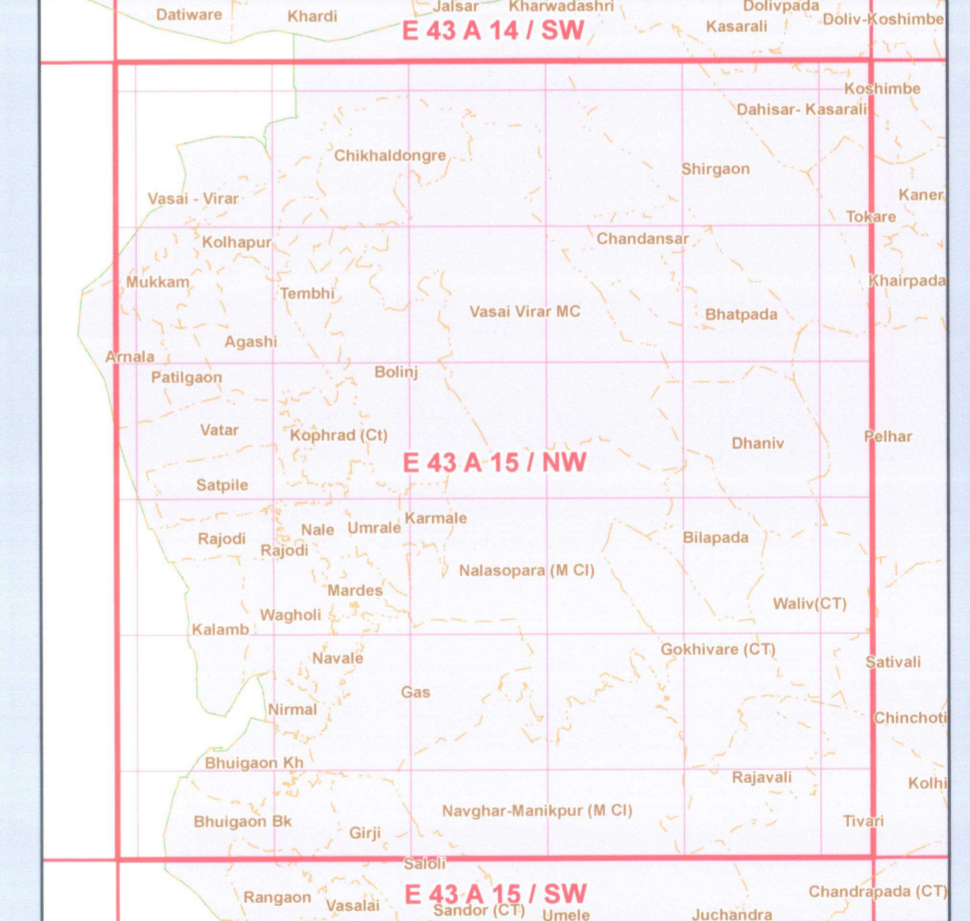 Jalsar
Kharwadashri
Dolivpada
Datiware
Khardi
Doliv-Koshimbe
Kasarali
E 43 A 14 / SW
Koshimbe
Dahisar- Kasarali
Chikhaldongre
Shirgaon
Kaner
Vasai - Virar
Tokare
Kolhapur
Chandansar
Mukkam
Khairpada
Tembhi
Vasai Virar MC
Bhatpada
Agashi
Arnala
Bolinj
Patilgaon
Vatar
Kophrad (Ct)
Pelhar
Dhaniv
E 43 A 15 / NW
Satpile
Karmale
Nale
Umrale
Rajodi
Bilapada
Rajodi
Nalasopara (M Cl)
Mardes
Waliv(CT)
Wagholi
Kalamb
Gokhivare (CT)
Navale
Sativali
Gas
Nirmal
Chinchoti
Bhuigaon Kh
Rajavali
Kolhi
Navghar-Manikpur (M Cl)
Bhuigaon Bk
Tivari
Girji
Saloli
E 43 A 15 / SW
Chandrapada (CT)
Rangaon
Vasalai
Sandor (CT)
Umele
Juchandra